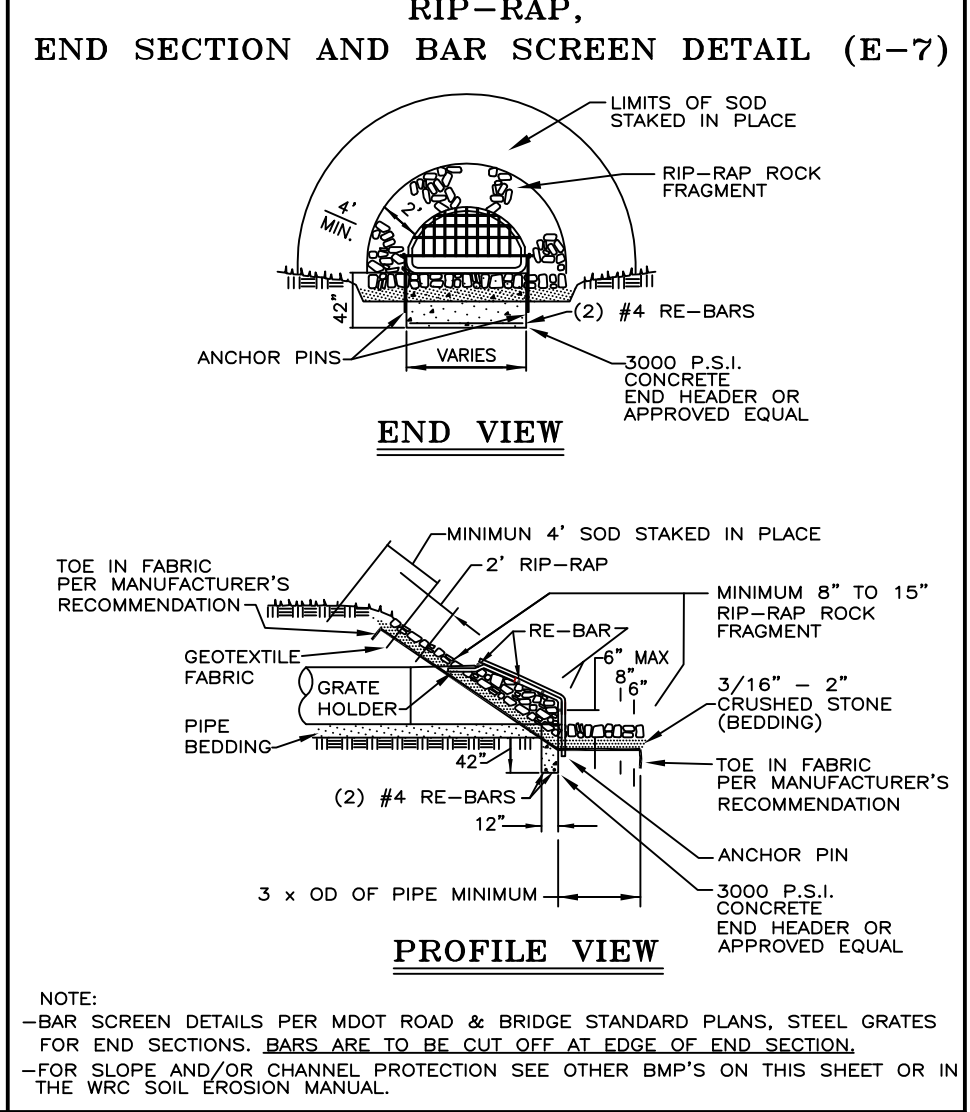 RIP-RAP,
END SECTION AND BAR SCREEN DETAIL (E-7)
LIMITS OF SOD
STAKED IN PLACE
RIP-RAP ROCK
FRAGMENT
4'
MIN.
2'
42"
(2) #4 RE-BARS
ANCHOR PINS
VARIES
3000 P.S.I.
CONCRETE
END HEADER OR
APPROVED EQUAL
END VIEW
MINIMUN 4' SOD STAKED IN PLACE
TOE IN FABRIC
PER MANUFACTURER'S
RECOMMENDATION
2' RIP-RAP
MINIMUM 8" TO 15"
RIP-RAP ROCK
FRAGMENT
RE-BAR
GEOTEXTILE
FABRIC
6" MAX
8"
6"
3/16" - 2"
CRUSHED STONE
(BEDDING)
GRATE
HOLDER
PIPE
BEDDING
42"
TOE IN FABRIC
PER MANUFACTURER'S
RECOMMENDATION
(2) #4 RE-BARS
12"
ANCHOR PIN
3 x OD OF PIPE MINIMUM
3000 P.S.I.
CONCRETE
END HEADER OR
APPROVED EQUAL
PROFILE VIEW
NOTE:
-BAR SCREEN DETAILS PER MDOT ROAD & BRIDGE STANDARD PLANS, STEEL GRATES
FOR END SECTIONS. BARS ARE TO BE CUT OFF AT EDGE OF END SECTION.
-FOR SLOPE AND/OR CHANNEL PROTECTION SEE OTHER BMP'S ON THIS SHEET OR IN
THE WRC SOIL EROSION MANUAL.